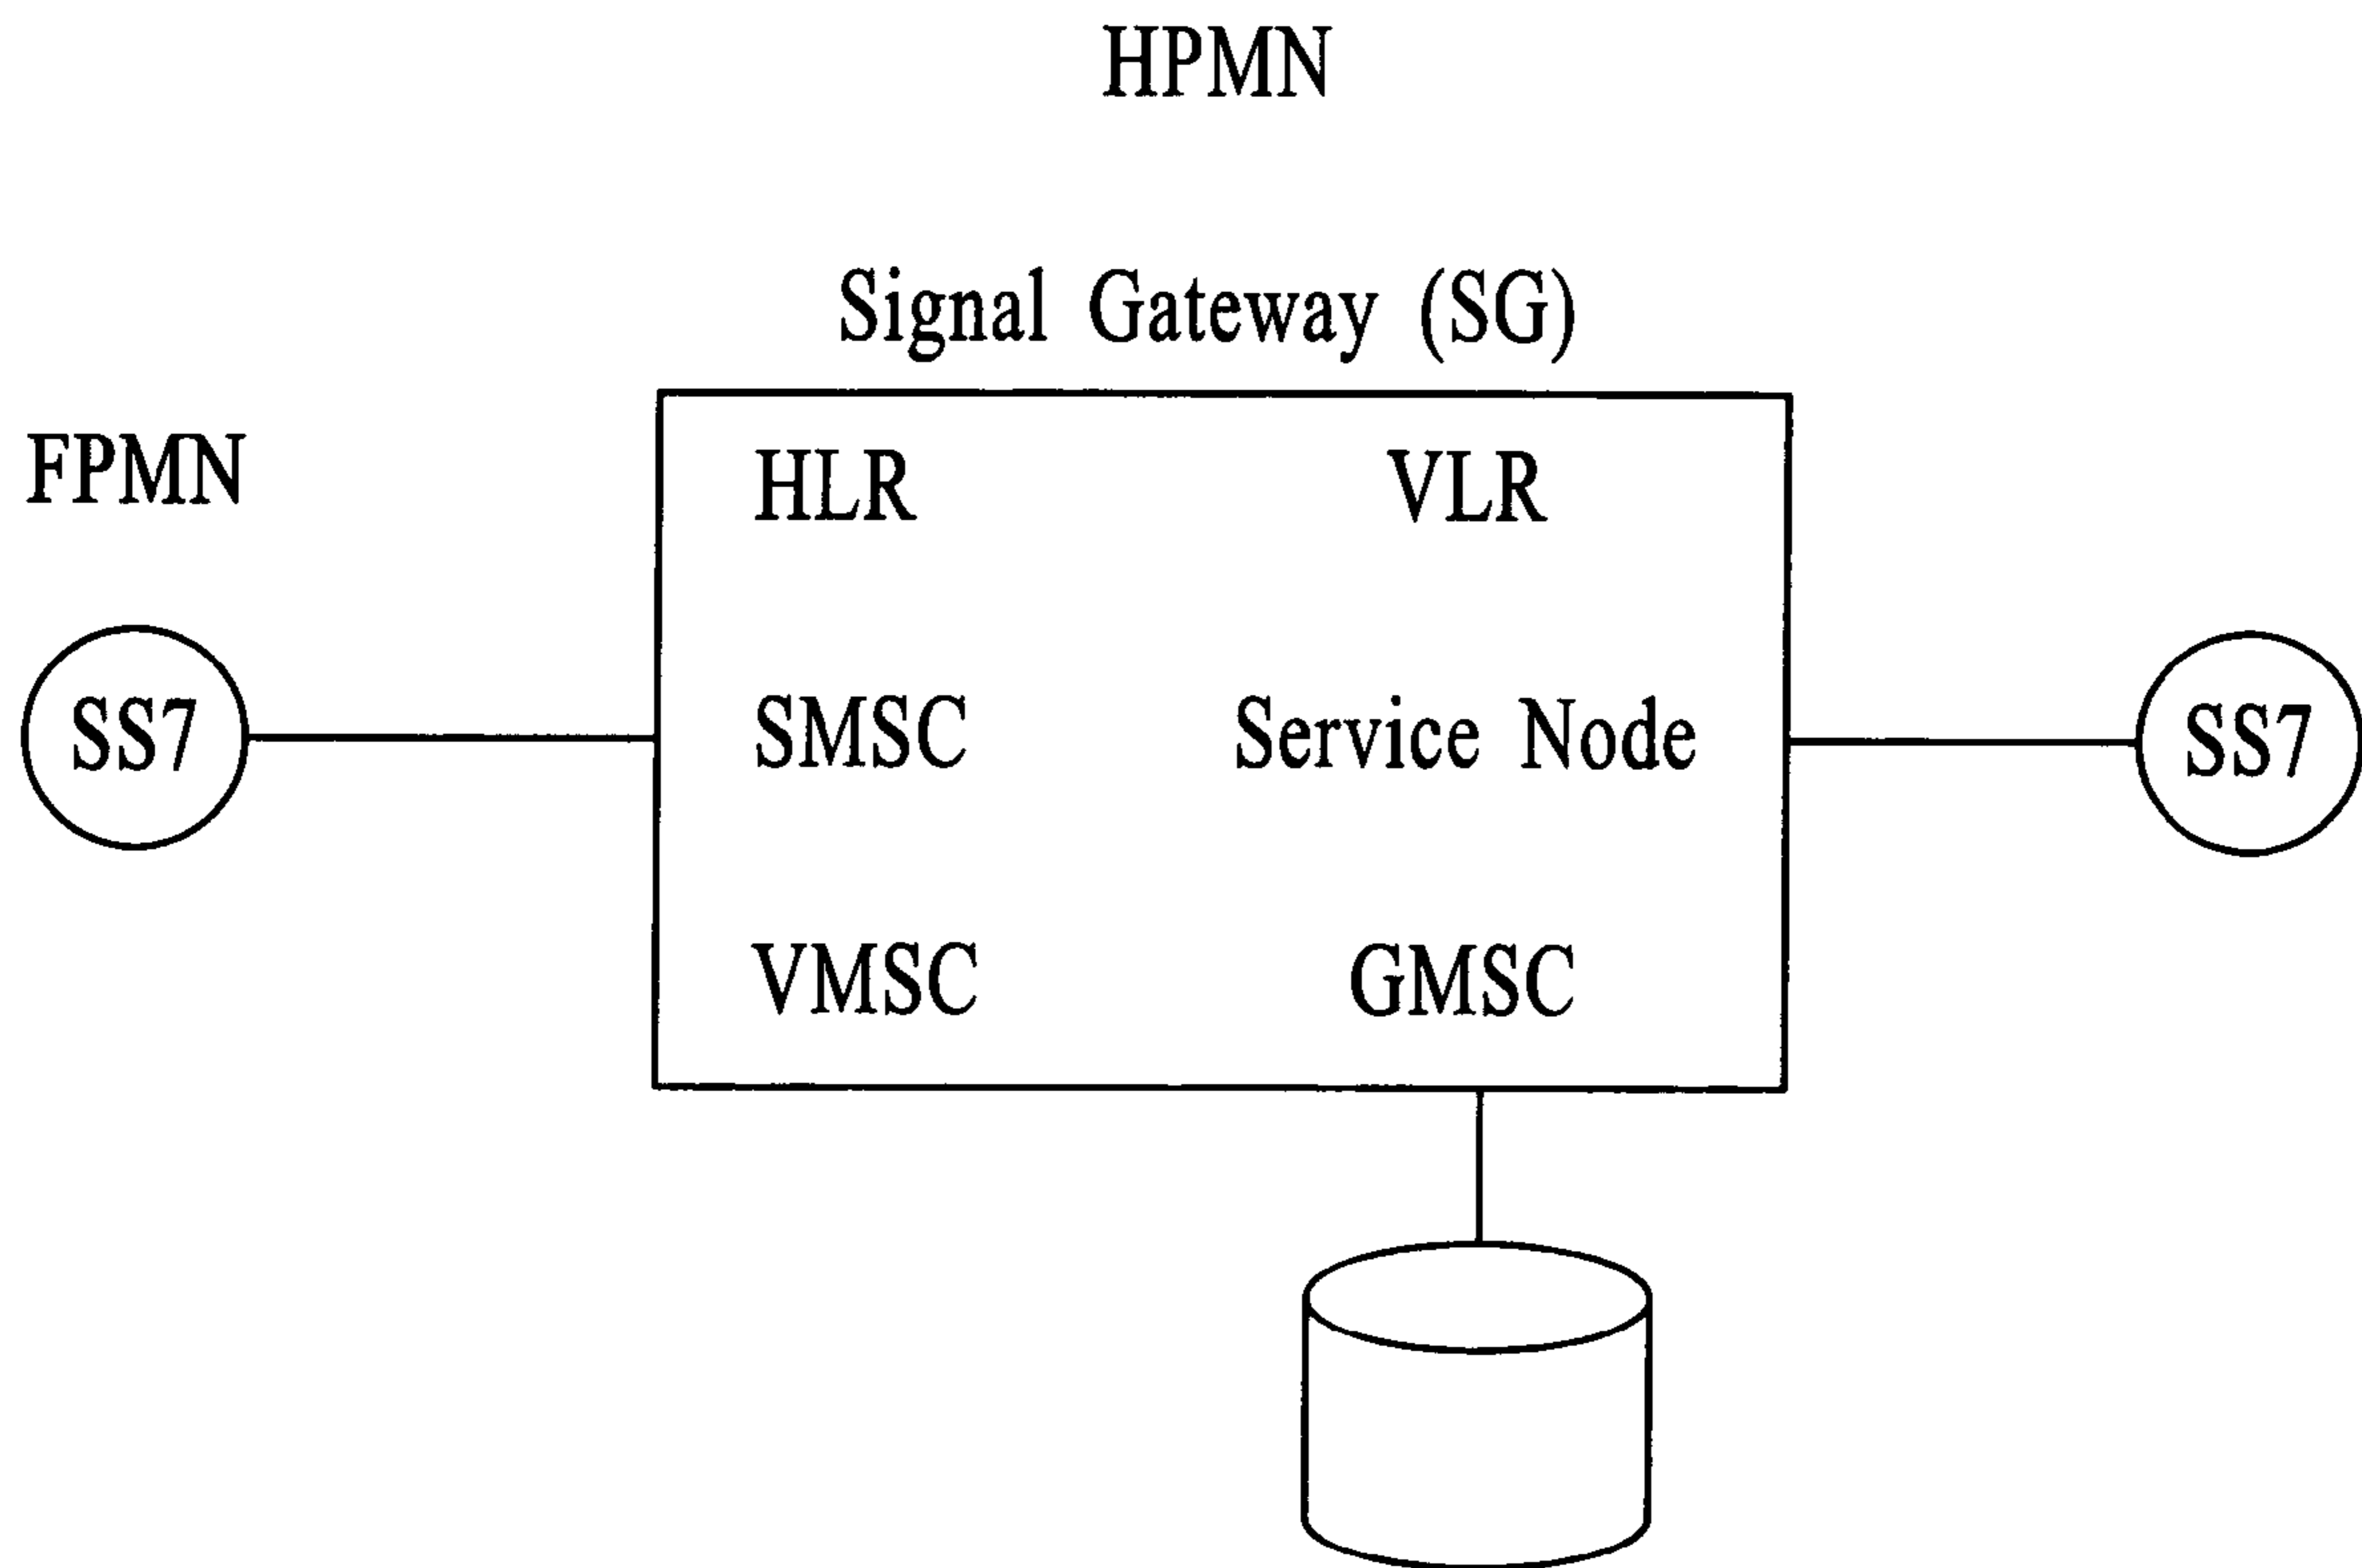 HPMN
Signal Gateway (SG)
FPMN
HLR VLR
SS7
SMSC Service Node
SS7
VMSC GMSC